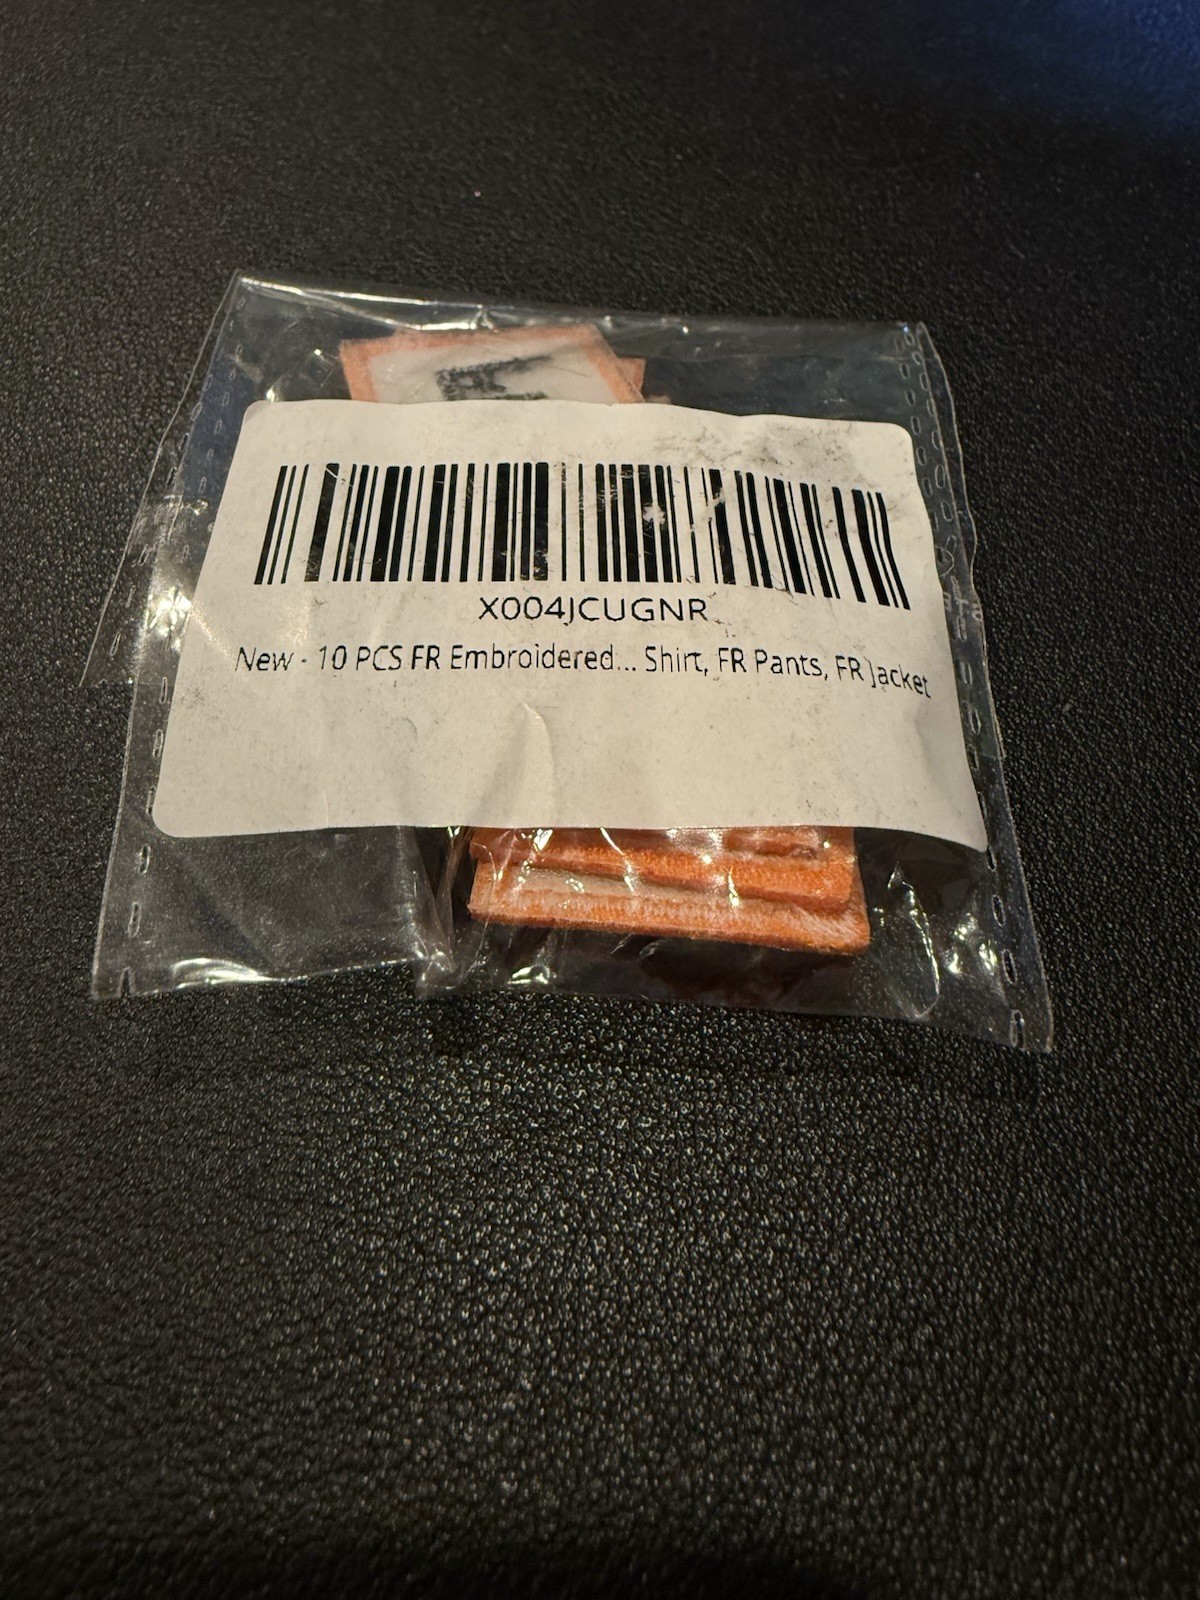 X004JCUGNR
New - 10 PCS FR Embroidered... Shirt, FR Pants, FR Jacket